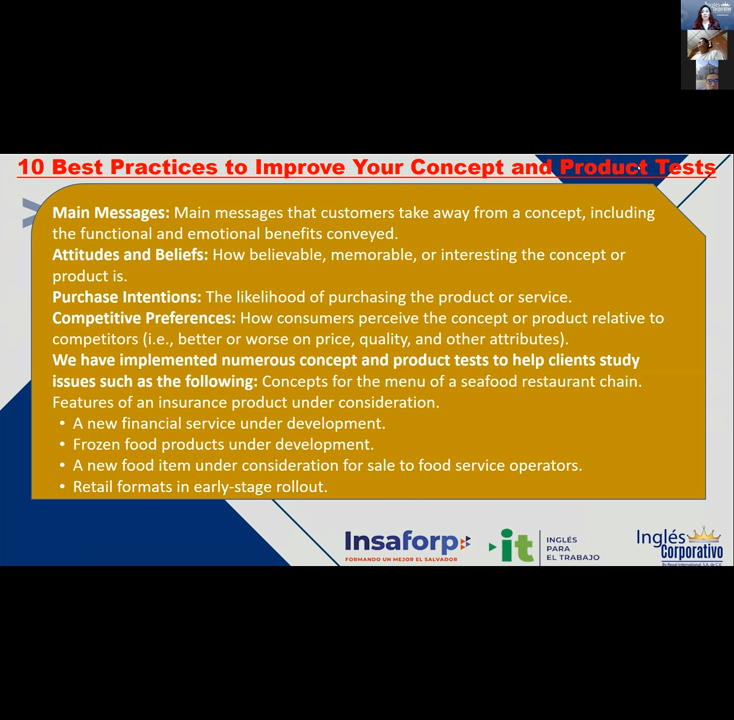 Inglés
Corporativo
10 Best Practices to Improve Your Concept and Product Tests
Main Messages: Main messages that customers take away from a concept, including
the functional and emotional benefits conveyed.
Attitudes and Beliefs: How believable, memorable, or interesting the concept or
product is.
Purchase Intentions: The likelihood of purchasing the product or service.
Competitive Preferences: How consumers perceive the concept or product relative to
competitors (i.e., better or worse on price, quality, and other attributes).
We have implemented numerous concept and product tests to help clients study
issues such as the following: Concepts for the menu of a seafood restaurant chain.
Features of an insurance product under consideration.
• A new financial service under development.
• Frozen food products under development.
• A new food item under consideration for sale to food service operators.
• Retail formats in early-stage rollout.
Insaforp
FORMANDO UN MEJOR EL SALVADOR
it
INGLÉS
PARA
EL TRABAJO
Inglés
Corporativo
By Royal International, S.A. de C.V.